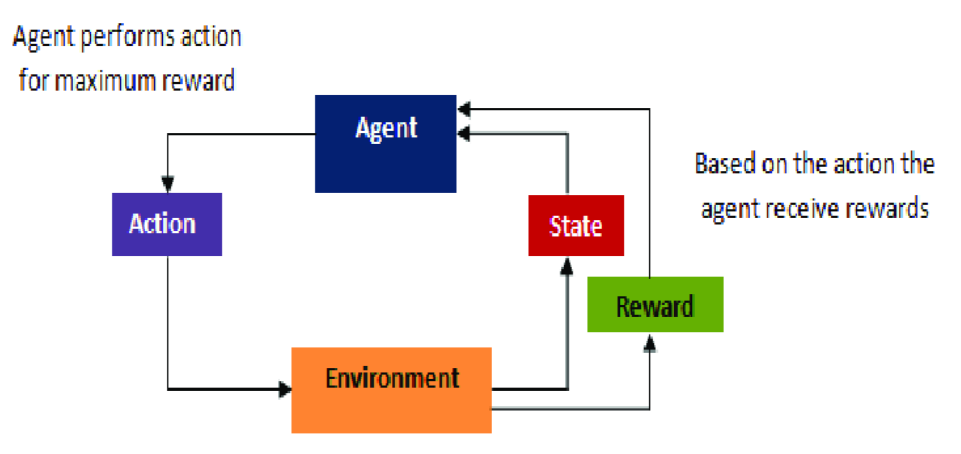 Agent performs action
for maximum reward
Agent
Based on the action the
agent receive rewards
Action
State
Reward
Environment